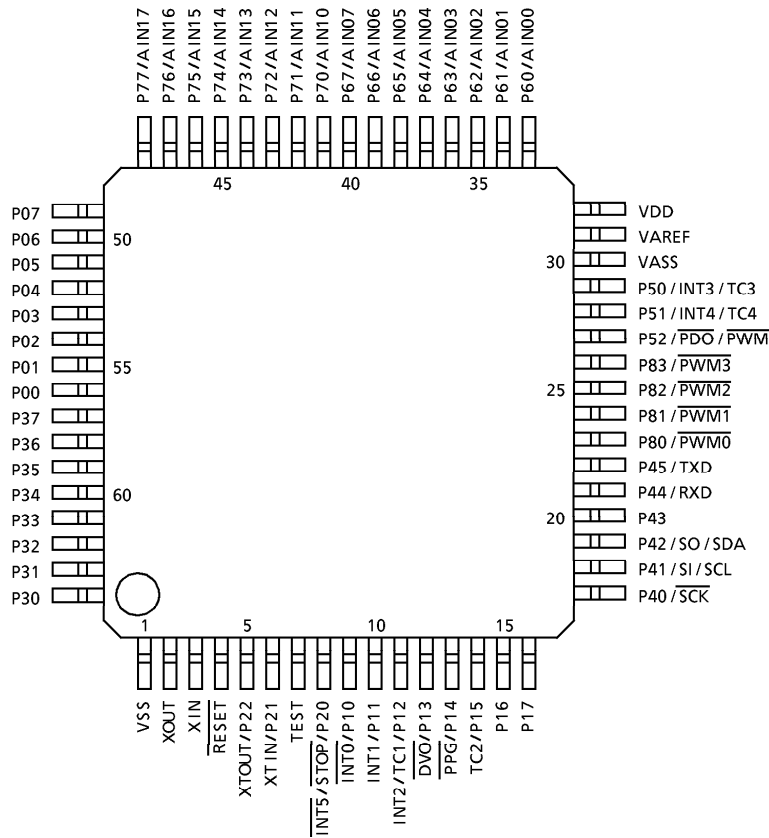 P77/AIN17
P76/AIN16
P75/AIN15
P74/AIN14
P73/AIN13
P72/AIN12
P71/AIN11
P70/AIN10
P67/AIN07
P66/AIN06
P65/AIN05
P64/AIN04
P63/AIN03
P62/AIN02
P61/AIN01
P60/AIN00
45
40
35
P07
P06
P05
P04
P03
P02
P01
P00
P37
P36
P35
P34
P33
P32
P31
P30
50
55
60
30
25
20
VDD
VAREF
VASS
P50/INT3/TC3
P51/INT4/TC4
P52/PDO/PWM
P83/PWM3
P82/PWM2
P81/PWM1
P80/PWM0
P45/TXD
P44/RXD
P43
P42/SO/SDA
P41/SI/SCL
P40/SCK
1
5
10
15
VSS
XOUT
XIN
RESET
XTOUT/P22
XTIN/P21
TEST
INT5/STOP/P20
INT0/P10
INT1/P11
INT2/TC1/P12
DVO/P13
PPG/P14
TC2/P15
P16
P17